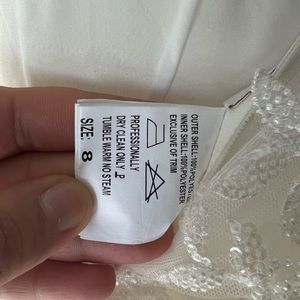 OUTER SHELL:100%POLYESTER
INNER SHELL:100%POLYESTER
EXCLUSIVE OF TRIM
PROFESSIONALLY
DRY CLEAN ONLY P
TUMBLE WARM NO STEAM
SIZE: 8